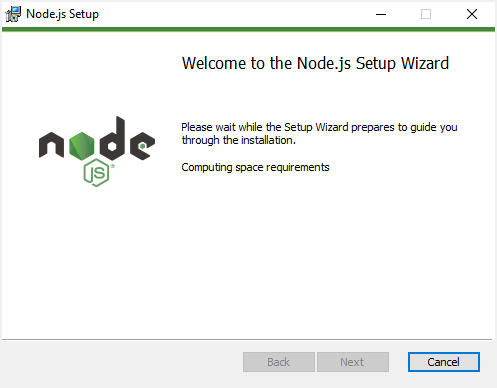 Node.js Setup
Welcome to the Node.js Setup Wizard
node
JS
Please wait while the Setup Wizard prepares to guide you
through the installation.
Computing space requirements
Back
Next
Cancel